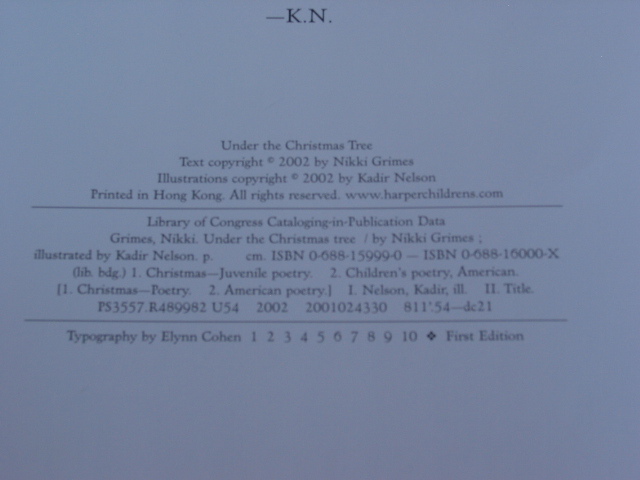 —K.N.
Under the Christmas Tree
Text copyright © 2002 by Nikki Grimes
Illustrations copyright © 2002 by Kadir Nelson
Printed in Hong Kong. All rights reserved. www.harperchildrens.com
Library of Congress Cataloging-in-Publication Data
Grimes, Nikki. Under the Christmas tree / by Nikki Grimes ;
illustrated by Kadir Nelson. p. cm. ISBN 0-688-15999-0 — ISBN 0-688-16000-X
(lib. bdg.) 1. Christmas—Juvenile poetry. 2. Children's poetry, American.
[1. Christmas—Poetry. 2. American poetry.] I. Nelson, Kadir, ill. II. Title.
PS3557.R489982 U54 2002 2001024330 811'.54—dc21
Typography by Elynn Cohen 1 2 3 4 5 6 7 8 9 10 ❖ First Edition